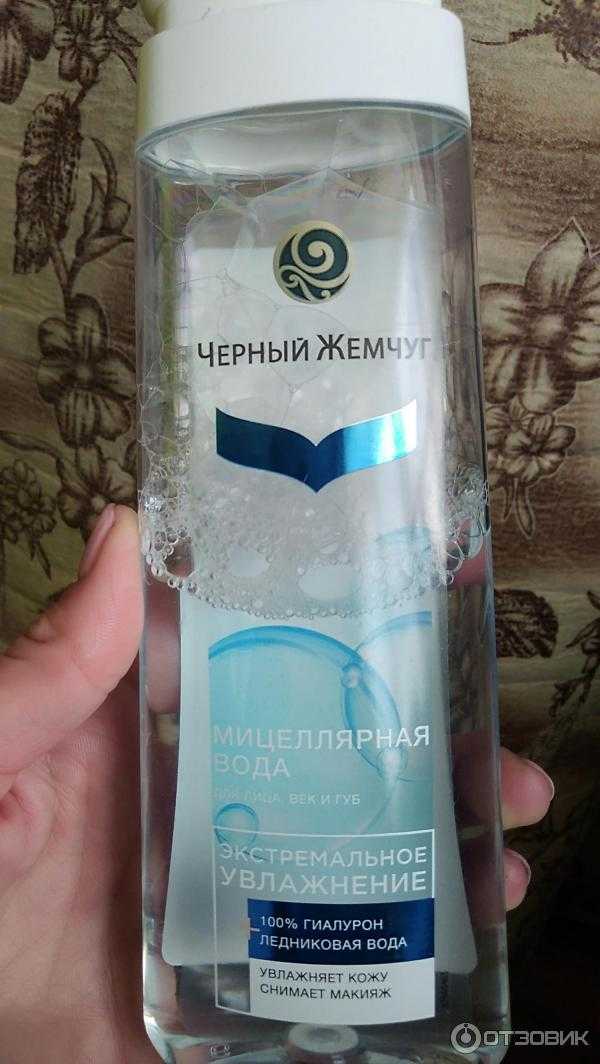 ЧЕРНЫЙ ЖЕМЧУГ
МИЦЕЛЛЯРНАЯ
ВОДА
ДЛЯ ЛИЦА, ВЕК И ГУБ
ЭКСТРЕМАЛЬНОЕ
УВЛАЖНЕНИЕ
100% ГИАЛУРОН
ЛЕДНИКОВАЯ ВОДА
УВЛАЖНЯЕТ КОЖУ
СНИМАЕТ МАКИЯЖ
ОТЗОВИК